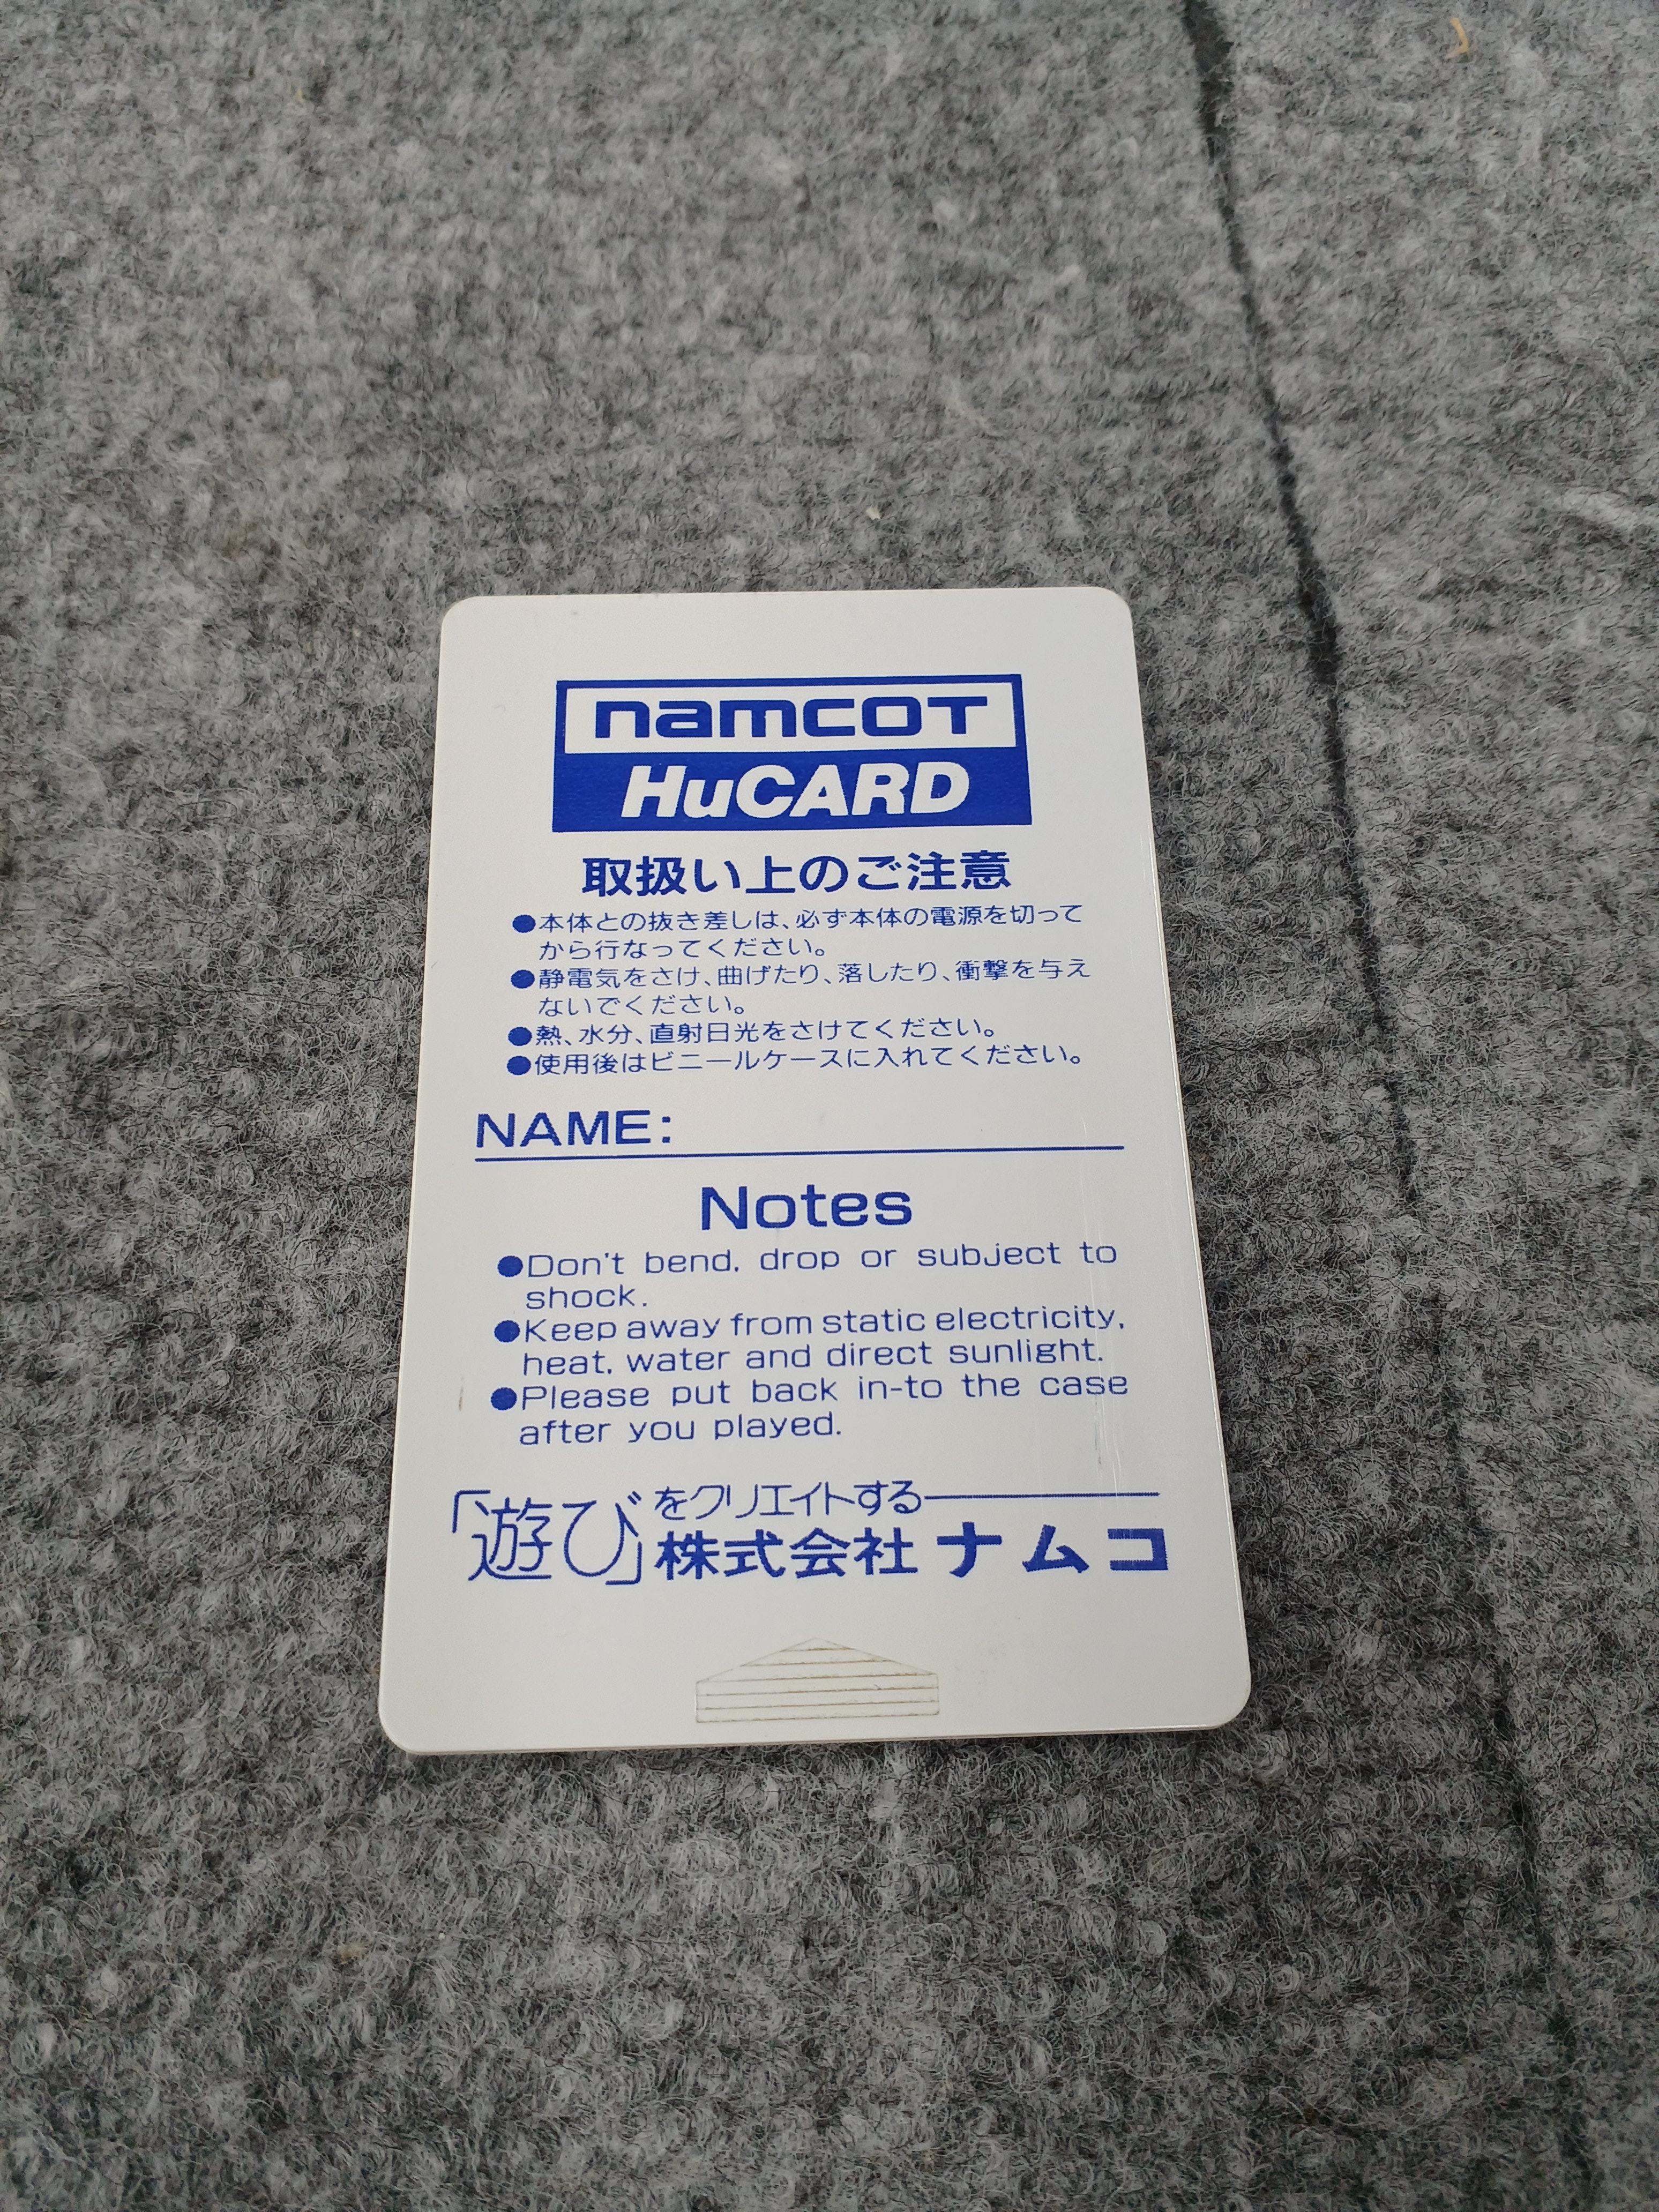 namcot
HuCARD
取扱い上のご注意
●本体との抜き差しは、必ず本体の電源を切って
から行なってください。
●静電気をさけ、曲げたり、落したり、衝撃を与え
ないでください。
●熱、水分、直射日光をさけてください。
●使用後はビニールケースに入れてください。
NAME:
Notes
●Don't bend, drop or subject to
shock.
●Keep away from static electricity,
heat, water and direct sunlight.
●Please put back in-to the case
after you played.
「遊び」をクリエイトする
株式会社ナムコ